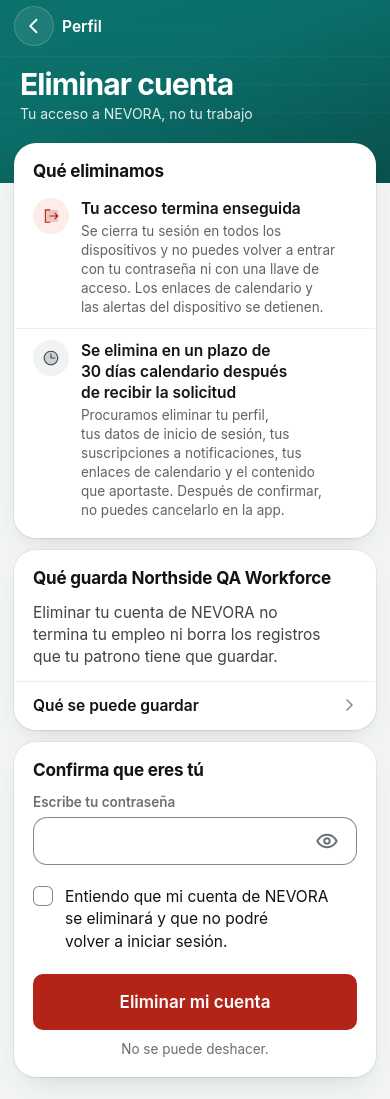 Perfil
Eliminar cuenta
Tu acceso a NEVORA, no tu trabajo
Qué eliminamos
Tu acceso termina enseguida
Se cierra tu sesión en todos los
dispositivos y no puedes volver a entrar
con tu contraseña ni con una llave de
acceso. Los enlaces de calendario y
las alertas del dispositivo se detienen.
Se elimina en un plazo de
30 días calendario después
de recibir la solicitud
Procuramos eliminar tu perfil,
tus datos de inicio de sesión, tus
suscripciones a notificaciones, tus
enlaces de calendario y el contenido
que aportaste. Después de confirmar,
no puedes cancelarlo en la app.
Qué guarda Northside QA Workforce
Eliminar tu cuenta de NEVORA no
termina tu empleo ni borra los registros
que tu patrono tiene que guardar.
Qué se puede guardar
Confirma que eres tú
Escribe tu contraseña
Entiendo que mi cuenta de NEVORA
se eliminará y que no podré
volver a iniciar sesión.
Eliminar mi cuenta
No se puede deshacer.